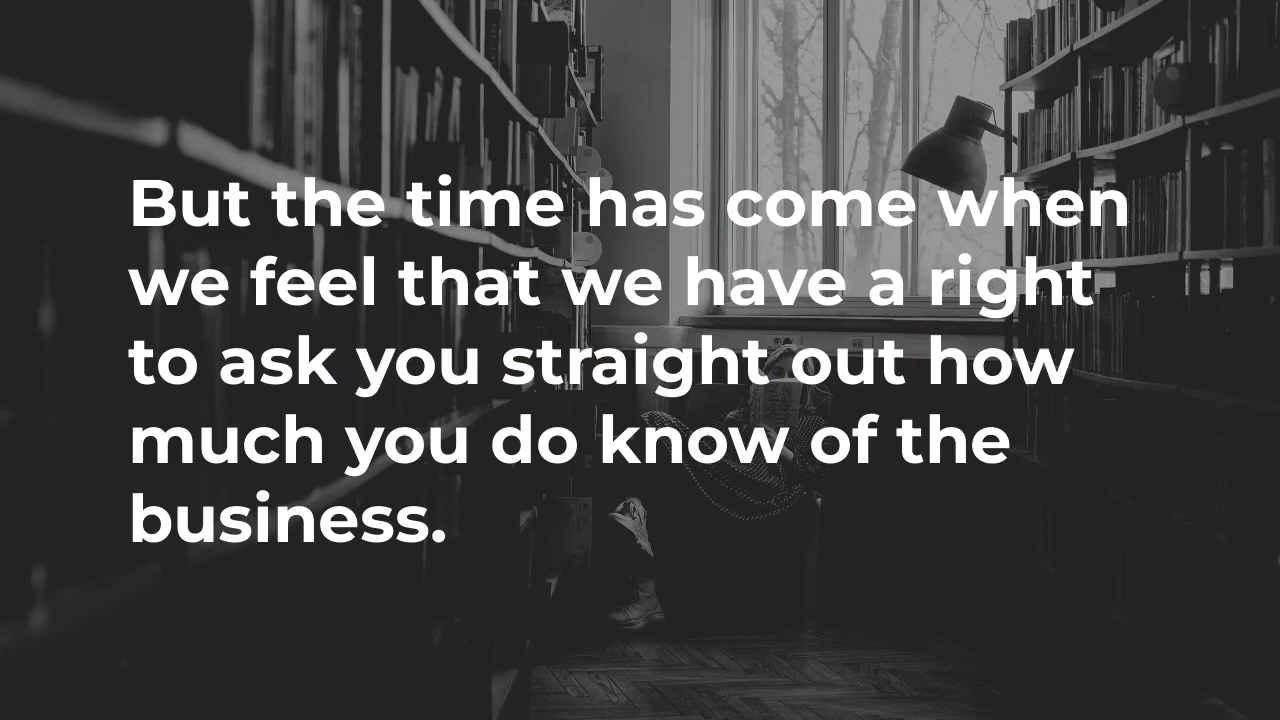 But the time has come when
we feel that we have a right
to ask you straight out how
much you do know of the
business.